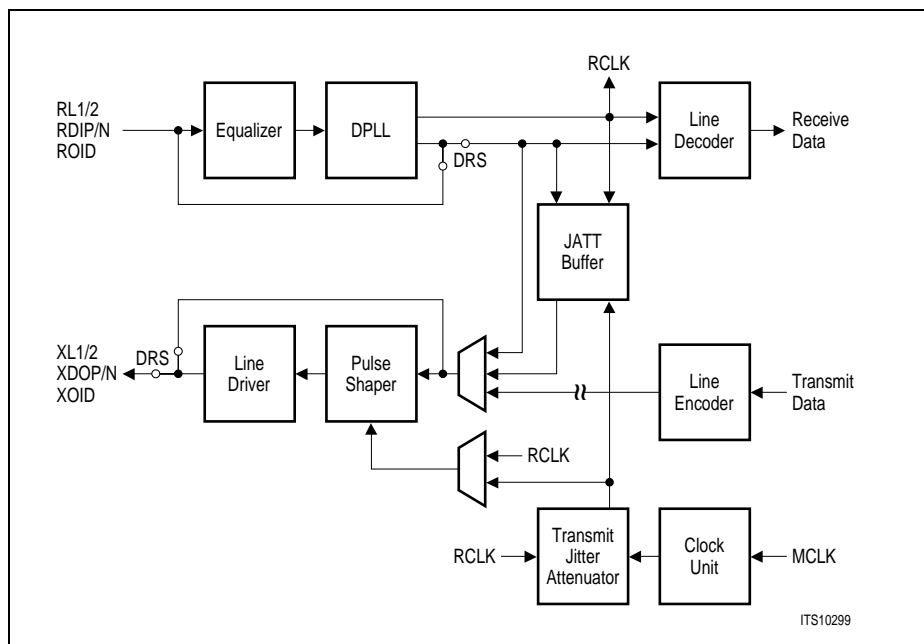 RCLK
RL1/2
RDIP/N
ROID
Equalizer
DPLL
Line
Decoder
Receive
Data
DRS
JATT
Buffer
XL1/2
XDOP/N
XOID
DRS
Line
Driver
Pulse
Shaper
Line
Encoder
Transmit
Data
RCLK
RCLK
Transmit
Jitter
Attenuator
Clock
Unit
MCLK
ITS10299